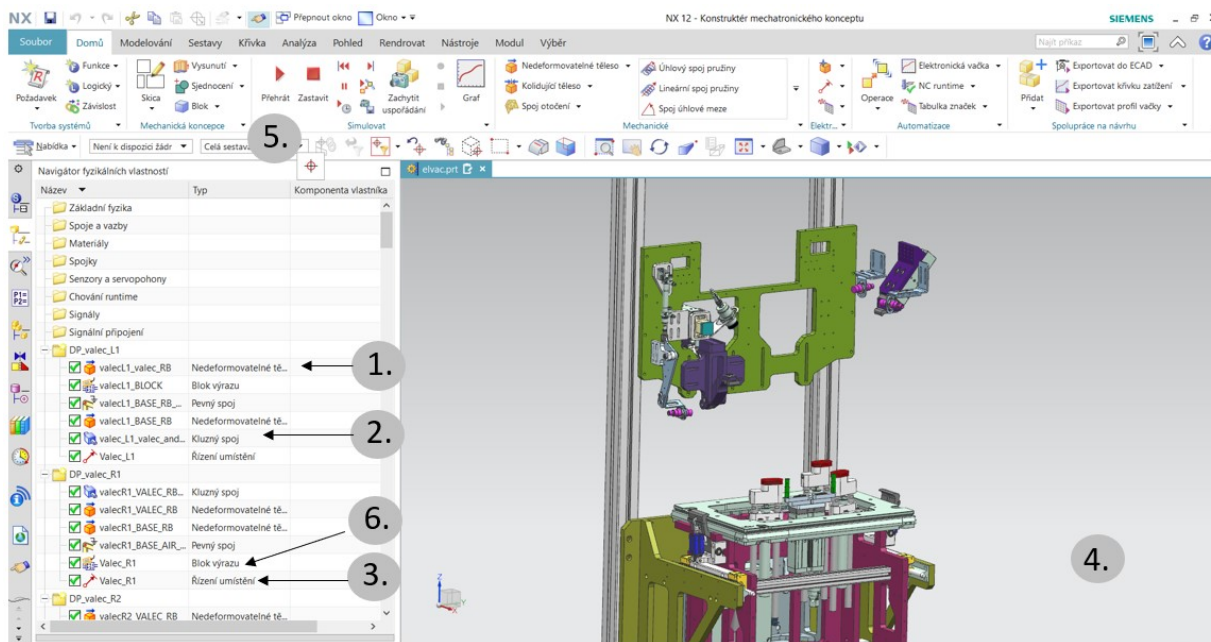 NX Přepnout okno Okno NX 12 - Konstruktér mechatronického konceptu SIEMENS
Soubor Domů Modelování Sestavy Křivka Analýza Pohled Rendrovat Nástroje Modul Výběr Najít příkaz
Funkce Vysunutí Nedeformovatelné těleso Úhlový spoj pružiny Elektronická vačka Exportovat do ECAD
Logický Sjednocení Kolidující těleso Lineární spoj pružiny NC runtime Exportovat křivku zatížení
Požadavek Závislost Skica Blok Přehrát Zastavit Zachytit uspořádání Graf Spoj otočení Spoj úhlové meze Operace Tabulka značek Přidat Exportovat profil vačky
Tvorba systémů Mechanická koncepce Simulovat Mechanické Elektr... Automatizace Spolupráce na návrhu
Nabídka Není k dispozici žádr Celá sestava 5.
Navigátor fyzikálních vlastností elvac.prt
Název Typ Komponenta vlastníka
Základní fyzika
Spoje a vazby
Materiály
Spojky
Senzory a servopohony
Chování runtime
Signály
Signální připojení
DP_valec_L1
valecL1_valec_RB Nedeformovatelné tě... 1.
valecL1_BLOCK Blok výrazu
valecL1_BASE_RB_... Pevný spoj
valecL1_BASE_RB Nedeformovatelné tě...
valec_L1_valec_and... Kluzný spoj 2.
Valec_L1 Řízení umístění
DP_valec_R1
valecR1_VALEC_RB... Kluzný spoj
valecR1_VALEC_RB Nedeformovatelné tě...
valecR1_BASE_RB Nedeformovatelné tě... 6.
valecR1_BASE_AIR_... Pevný spoj
Valec_R1 Blok výrazu 4.
Valec_R1 Řízení umístění 3.
DP_valec_R2
valecR2_VALEC_RB Nedeformovatelné tě...